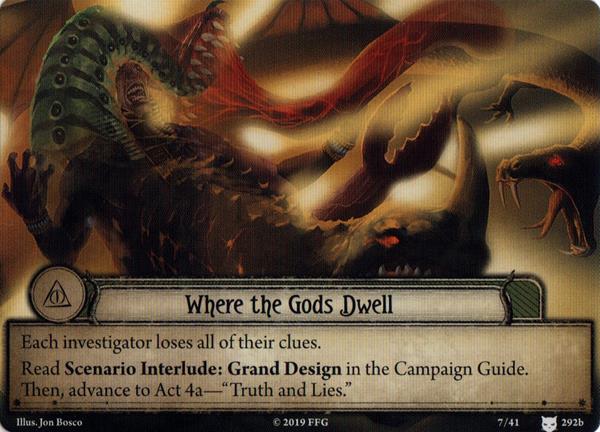 Where the Gods Dwell
Each investigator loses all of their clues.
Read Scenario Interlude: Grand Design in the Campaign Guide.
Then, advance to Act 4a—“Truth and Lies.”
Illus. Jon Bosco
© 2019 FFG
7/41
292b